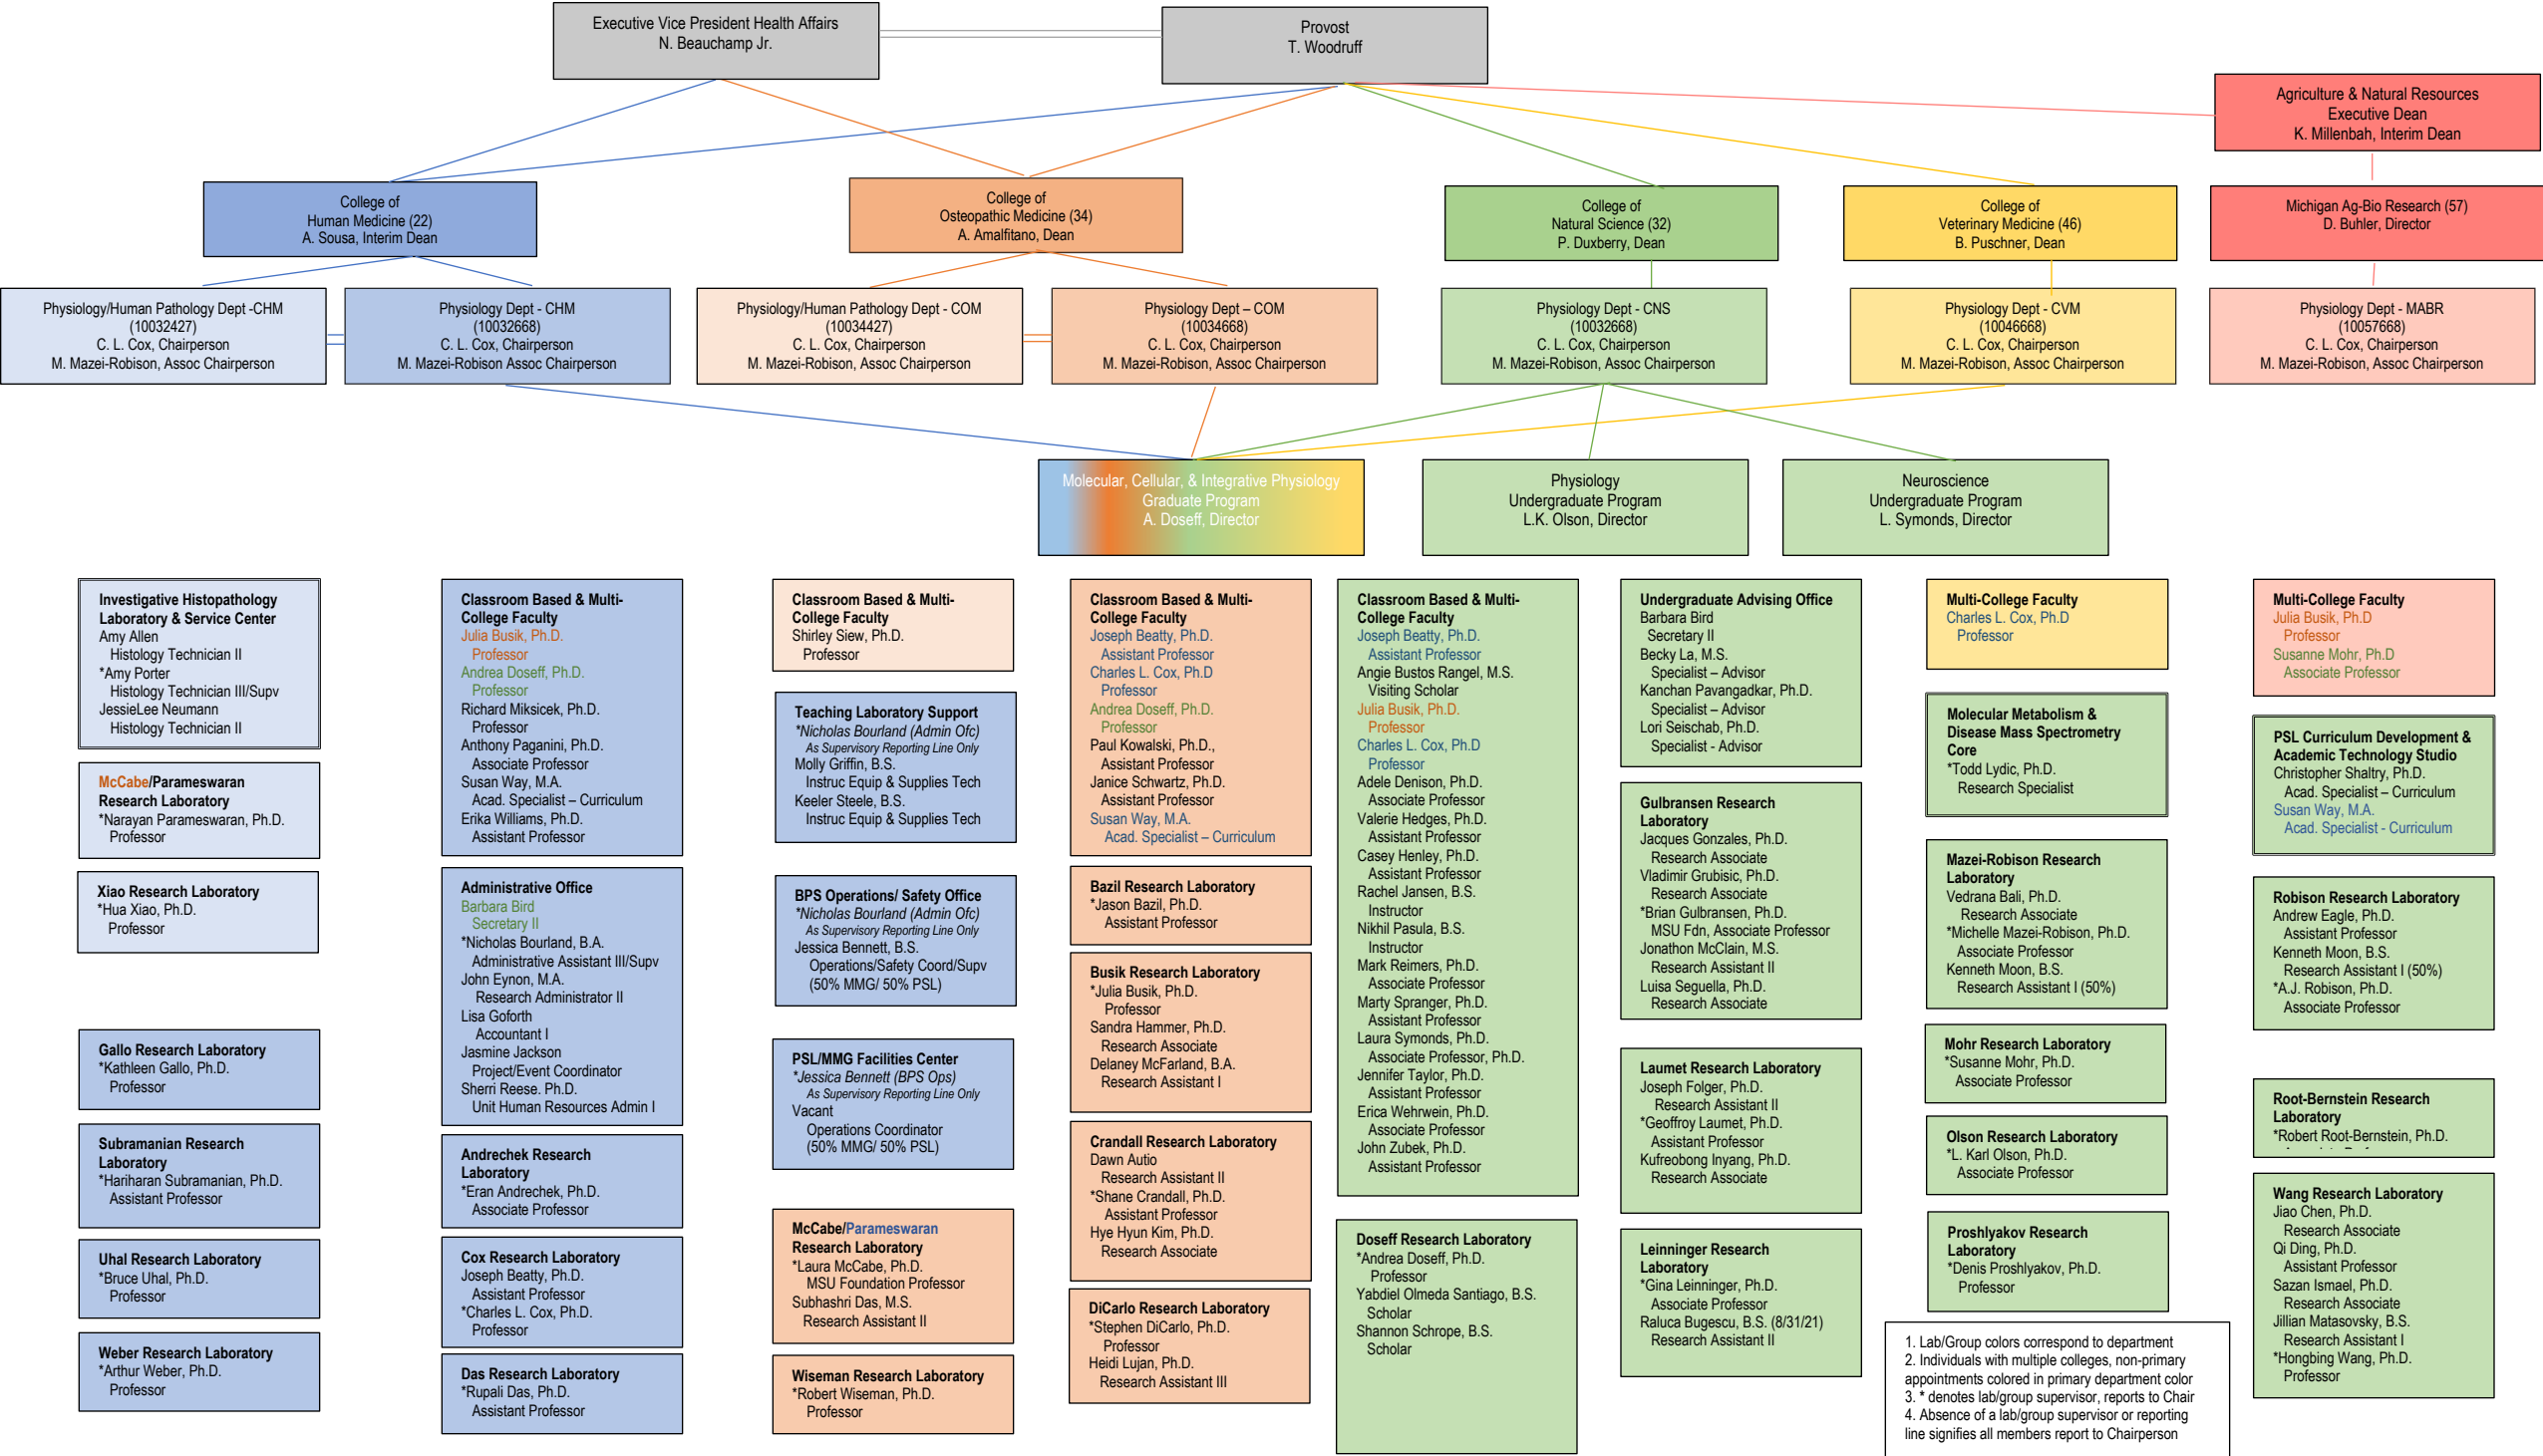 Executive Vice President Health Affairs
N. Beauchamp Jr.
Provost
T. Woodruff
Agriculture & Natural Resources
Executive Dean
K. Millenbah, Interim Dean
College of
Human Medicine (22)
A. Sousa, Interim Dean
College of
Osteopathic Medicine (34)
A. Amalfitano, Dean
College of
Natural Science (32)
P. Duxberry, Dean
College of
Veterinary Medicine (46)
B. Puschner, Dean
Michigan Ag-Bio Research (57)
D. Buhler, Director
Physiology/Human Pathology Dept -CHM
(10032427)
C. L. Cox, Chairperson
M. Mazei-Robison, Assoc Chairperson
Physiology Dept - CHM
(10032668)
C. L. Cox, Chairperson
M. Mazei-Robison Assoc Chairperson
Physiology/Human Pathology Dept - COM
(10034427)
C. L. Cox, Chairperson
M. Mazei-Robison, Assoc Chairperson
Physiology Dept – COM
(10034668)
C. L. Cox, Chairperson
M. Mazei-Robison, Assoc Chairperson
Physiology Dept - CNS
(10032668)
C. L. Cox, Chairperson
M. Mazei-Robison, Assoc Chairperson
Physiology Dept - CVM
(10046668)
C. L. Cox, Chairperson
M. Mazei-Robison, Assoc Chairperson
Physiology Dept - MABR
(10057668)
C. L. Cox, Chairperson
M. Mazei-Robison, Assoc Chairperson
Molecular, Cellular, & Integrative Physiology
Graduate Program
A. Doseff, Director
Physiology
Undergraduate Program
L.K. Olson, Director
Neuroscience
Undergraduate Program
L. Symonds, Director
Investigative Histopathology
Laboratory & Service Center
Amy Allen
Histology Technician II
*Amy Porter
Histology Technician III/Supv
JessieLee Neumann
Histology Technician II
McCabe/Parameswaran
Research Laboratory
*Narayan Parameswaran, Ph.D.
Professor
Xiao Research Laboratory
*Hua Xiao, Ph.D.
Professor
Gallo Research Laboratory
*Kathleen Gallo, Ph.D.
Professor
Subramanian Research
Laboratory
*Hariharan Subramanian, Ph.D.
Assistant Professor
Uhal Research Laboratory
*Bruce Uhal, Ph.D.
Professor
Weber Research Laboratory
*Arthur Weber, Ph.D.
Professor
Classroom Based & Multi-
College Faculty
Julia Busik, Ph.D.
Professor
Andrea Doseff, Ph.D.
Professor
Richard Miksicek, Ph.D.
Professor
Anthony Paganini, Ph.D.
Associate Professor
Susan Way, M.A.
Acad. Specialist – Curriculum
Erika Williams, Ph.D.
Assistant Professor
Administrative Office
Barbara Bird
Secretary II
*Nicholas Bourland, B.A.
Administrative Assistant III/Supv
John Eynon, M.A.
Research Administrator II
Lisa Goforth
Accountant I
Jasmine Jackson
Project/Event Coordinator
Sherri Reese. Ph.D.
Unit Human Resources Admin I
Andrechek Research
Laboratory
*Eran Andrechek, Ph.D.
Associate Professor
Cox Research Laboratory
Joseph Beatty, Ph.D.
Assistant Professor
*Charles L. Cox, Ph.D.
Professor
Das Research Laboratory
*Rupali Das, Ph.D.
Assistant Professor
Classroom Based & Multi-
College Faculty
Shirley Siew, Ph.D.
Professor
Teaching Laboratory Support
*Nicholas Bourland (Admin Ofc)
As Supervisory Reporting Line Only
Molly Griffin, B.S.
Instruc Equip & Supplies Tech
Keeler Steele, B.S.
Instruc Equip & Supplies Tech
BPS Operations/ Safety Office
*Nicholas Bourland (Admin Ofc)
As Supervisory Reporting Line Only
Jessica Bennett, B.S.
Operations/Safety Coord/Supv
(50% MMG/ 50% PSL)
PSL/MMG Facilities Center
*Jessica Bennett (BPS Ops)
As Supervisory Reporting Line Only
Vacant
Operations Coordinator
(50% MMG/ 50% PSL)
McCabe/Parameswaran
Research Laboratory
*Laura McCabe, Ph.D.
MSU Foundation Professor
Subhashri Das, M.S.
Research Assistant II
Wiseman Research Laboratory
*Robert Wiseman, Ph.D.
Professor
Classroom Based & Multi-
College Faculty
Joseph Beatty, Ph.D.
Assistant Professor
Charles L. Cox, Ph.D
Professor
Andrea Doseff, Ph.D.
Professor
Paul Kowalski, Ph.D.,
Assistant Professor
Janice Schwartz, Ph.D.
Assistant Professor
Susan Way, M.A.
Acad. Specialist – Curriculum
Bazil Research Laboratory
*Jason Bazil, Ph.D.
Assistant Professor
Busik Research Laboratory
*Julia Busik, Ph.D.
Professor
Sandra Hammer, Ph.D.
Research Associate
Delaney McFarland, B.A.
Research Assistant I
Crandall Research Laboratory
Dawn Autio
Research Assistant II
*Shane Crandall, Ph.D.
Assistant Professor
Hye Hyun Kim, Ph.D.
Research Associate
DiCarlo Research Laboratory
*Stephen DiCarlo, Ph.D.
Professor
Heidi Lujan, Ph.D.
Research Assistant III
Classroom Based & Multi-
College Faculty
Joseph Beatty, Ph.D.
Assistant Professor
Angie Bustos Rangel, M.S.
Visiting Scholar
Julia Busik, Ph.D.
Professor
Charles L. Cox, Ph.D
Professor
Adele Denison, Ph.D.
Associate Professor
Valerie Hedges, Ph.D.
Assistant Professor
Casey Henley, Ph.D.
Assistant Professor
Rachel Jansen, B.S.
Instructor
Nikhil Pasula, B.S.
Instructor
Mark Reimers, Ph.D.
Associate Professor
Marty Spranger, Ph.D.
Assistant Professor
Laura Symonds, Ph.D.
Associate Professor, Ph.D.
Jennifer Taylor, Ph.D.
Assistant Professor
Erica Wehrwein, Ph.D.
Associate Professor
John Zubek, Ph.D.
Assistant Professor
Doseff Research Laboratory
*Andrea Doseff, Ph.D.
Professor
Yabdiel Olmeda Santiago, B.S.
Scholar
Shannon Schrope, B.S.
Scholar
Undergraduate Advising Office
Barbara Bird
Secretary II
Becky La, M.S.
Specialist – Advisor
Kanchan Pavangadkar, Ph.D.
Specialist – Advisor
Lori Seischab, Ph.D.
Specialist - Advisor
Gulbransen Research
Laboratory
Jacques Gonzales, Ph.D.
Research Associate
Vladimir Grubisic, Ph.D.
Research Associate
*Brian Gulbransen, Ph.D.
MSU Fdn, Associate Professor
Jonathon McClain, M.S.
Research Assistant II
Luisa Seguella, Ph.D.
Research Associate
Laumet Research Laboratory
Joseph Folger, Ph.D.
Research Assistant II
*Geoffroy Laumet, Ph.D.
Assistant Professor
Kufreobong Inyang, Ph.D.
Research Associate
Leinninger Research
Laboratory
*Gina Leinninger, Ph.D.
Associate Professor
Raluca Bugescu, B.S. (8/31/21)
Research Assistant II
Multi-College Faculty
Charles L. Cox, Ph.D
Professor
Molecular Metabolism &
Disease Mass Spectrometry
Core
*Todd Lydic, Ph.D.
Research Specialist
Mazei-Robison Research
Laboratory
Vedrana Bali, Ph.D.
Research Associate
*Michelle Mazei-Robison, Ph.D.
Associate Professor
Kenneth Moon, B.S.
Research Assistant I (50%)
Mohr Research Laboratory
*Susanne Mohr, Ph.D.
Associate Professor
Olson Research Laboratory
*L. Karl Olson, Ph.D.
Associate Professor
Proshlyakov Research
Laboratory
*Denis Proshlyakov, Ph.D.
Professor
1. Lab/Group colors correspond to department
2. Individuals with multiple colleges, non-primary
appointments colored in primary department color
3. * denotes lab/group supervisor, reports to Chair
4. Absence of a lab/group supervisor or reporting
line signifies all members report to Chairperson
Multi-College Faculty
Julia Busik, Ph.D
Professor
Susanne Mohr, Ph.D
Associate Professor
PSL Curriculum Development &
Academic Technology Studio
Christopher Shaltry, Ph.D.
Acad. Specialist – Curriculum
Susan Way, M.A.
Acad. Specialist - Curriculum
Robison Research Laboratory
Andrew Eagle, Ph.D.
Assistant Professor
Kenneth Moon, B.S.
Research Assistant I (50%)
*A.J. Robison, Ph.D.
Associate Professor
Root-Bernstein Research
Laboratory
*Robert Root-Bernstein, Ph.D.
Wang Research Laboratory
Jiao Chen, Ph.D.
Research Associate
Qi Ding, Ph.D.
Assistant Professor
Sazan Ismael, Ph.D.
Research Associate
Jillian Matasovsky, B.S.
Research Assistant I
*Hongbing Wang, Ph.D.
Professor